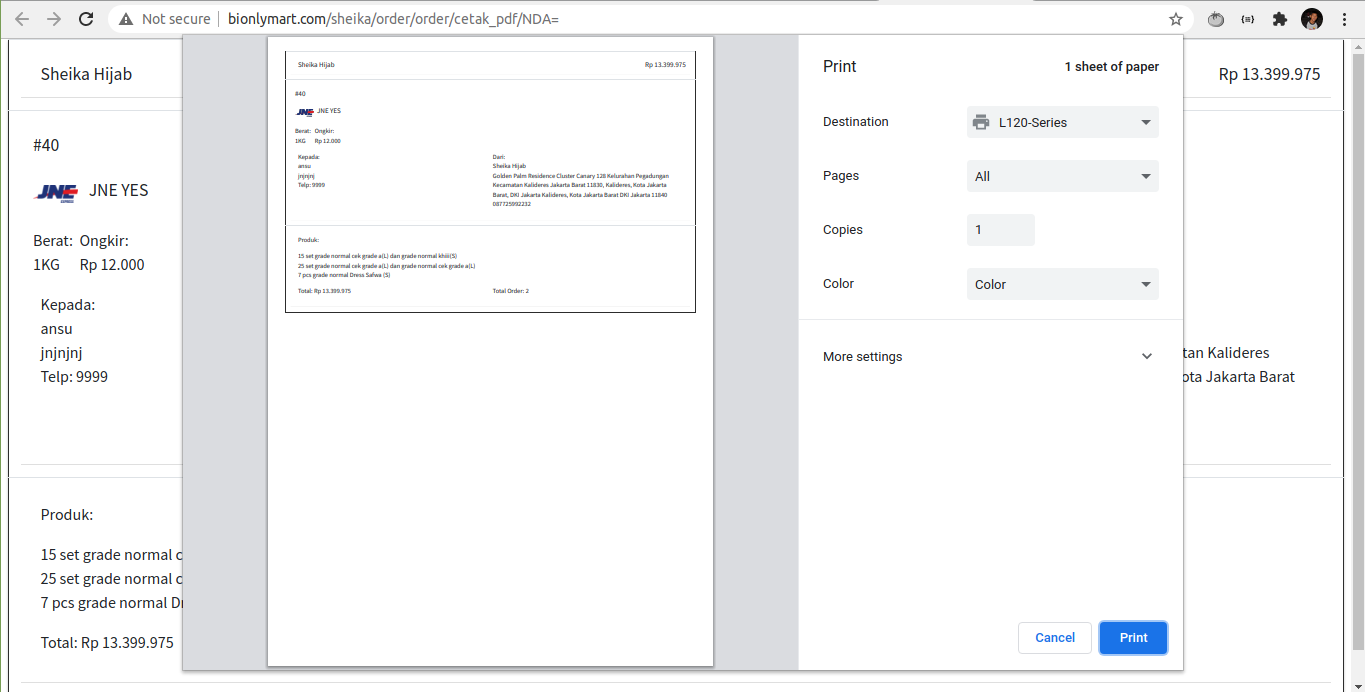 Not secure
bionlymart.com/sheika/order/order/cetak_pdf/NDA=
Sheika Hijab
Rp 13.399.975
#40
JNE EXPRESS
JNE YES
Berat: Ongkir:
1KG Rp 12.000
Kepada:
ansu
jnjnjnj
Telp: 9999
tan Kalideres
ota Jakarta Barat
Produk:
15 set grade normal c
25 set grade normal c
7 pcs grade normal Dr
Total: Rp 13.399.975
Sheika Hijab
Rp 13.399.975
#40
JNE
JNE YES
Berat: Ongkir:
1KG Rp 12.000
Kepada:
ansu
jnjnjnj
Telp: 9999
Dari:
Sheika Hijab
Golden Palm Residence Cluster Canary 128 Kelurahan Pegadungan
Kecamatan Kalideres Jakarta Barat 11830, Kalideres, Kota Jakarta
Barat, DKI Jakarta Kalideres, Kota Jakarta Barat DKI Jakarta 11840
087725992232
Produk:
15 set grade normal cek grade a(L) dan grade normal khiii(S)
25 set grade normal cek grade a(L) dan grade normal cek grade a(L)
7 pcs grade normal Dress Safwa (S)
Total: Rp 13.399.975
Total Order: 2
Print
1 sheet of paper
Destination
L120-Series
Pages
All
Copies
1
Color
Color
More settings
Cancel
Print